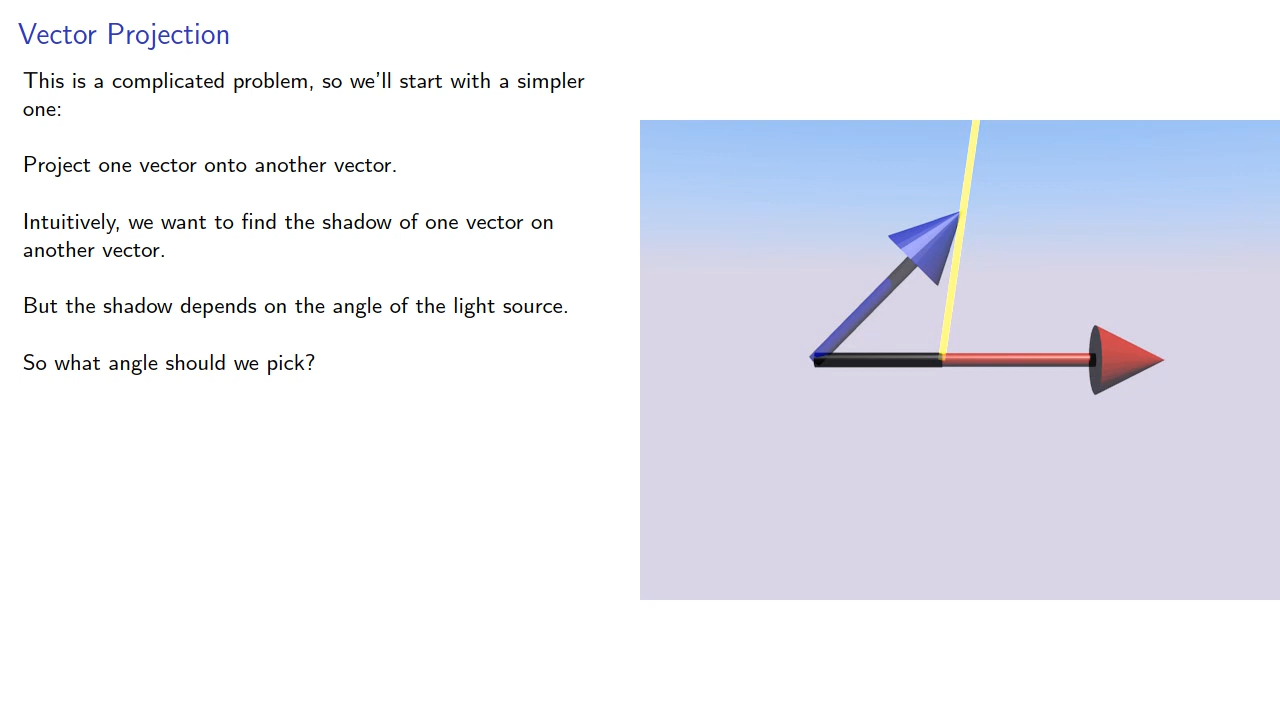 Vector Projection
This is a complicated problem, so we'll start with a simpler
one:
Project one vector onto another vector.
Intuitively, we want to find the shadow of one vector on
another vector.
But the shadow depends on the angle of the light source.
So what angle should we pick?